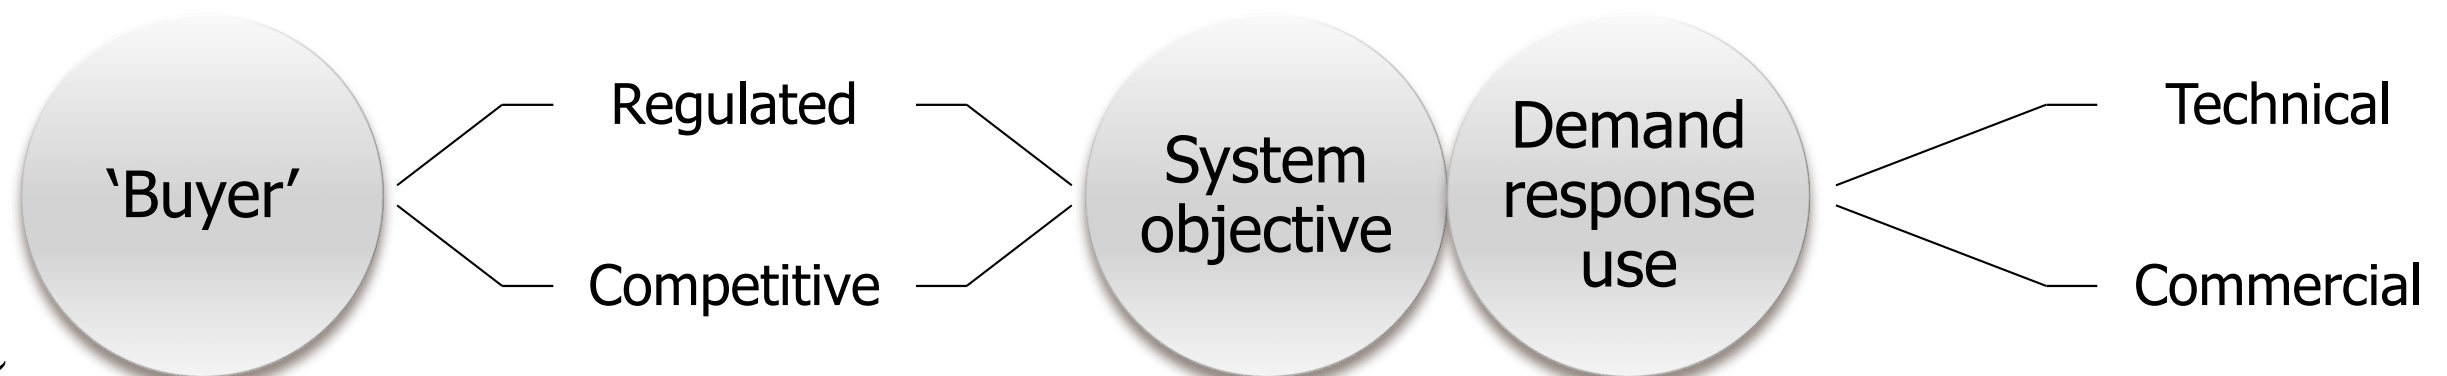 ‘Buyer’
Regulated
Competitive
System
objective
Demand
response
use
Technical
Commercial